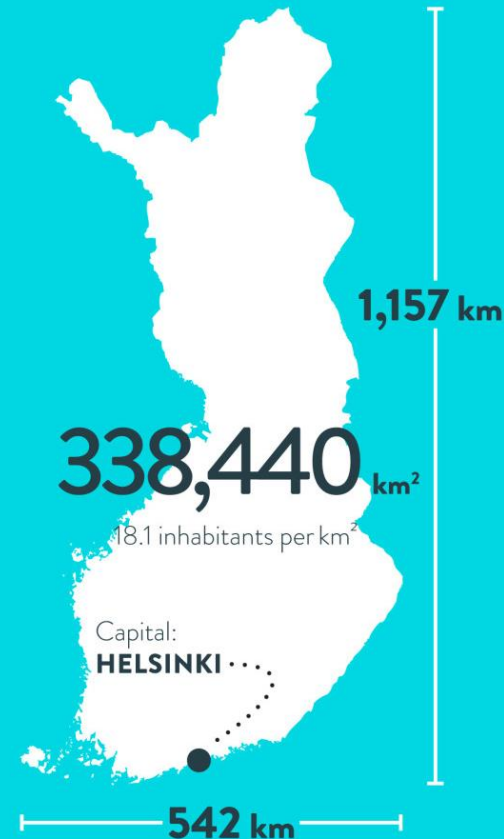 1,157 km
338,440 km²
18.1 inhabitants per km²
Capital:
HELSINKI
542 km